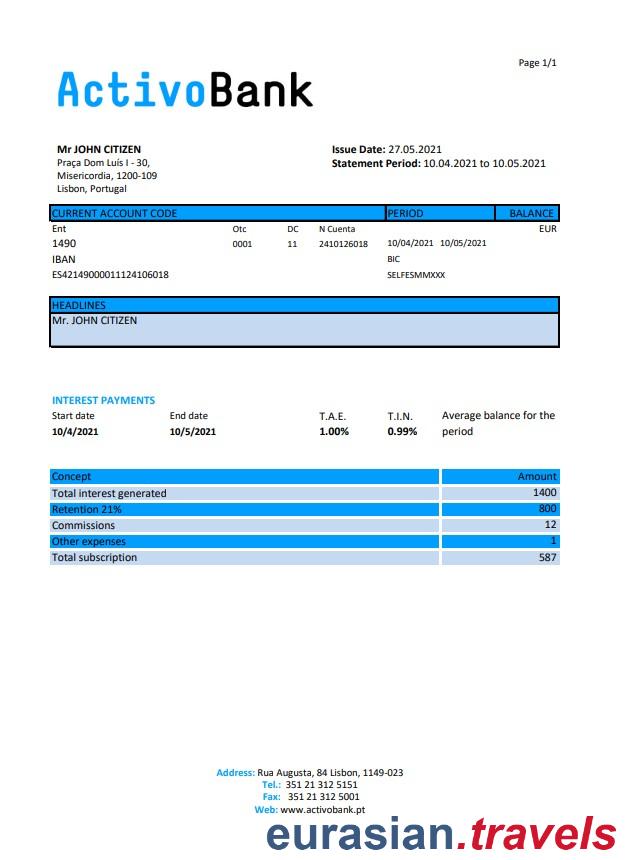 Page 1/1
ActivoBank
Mr JOHN CITIZEN
Praça Dom Luís I - 30,
Misericordia, 1200-109
Lisbon, Portugal
Issue Date: 27.05.2021
Statement Period: 10.04.2021 to 10.05.2021
CURRENT ACCOUNT CODE PERIOD BALANCE
Ent Otc DC N Cuenta EUR
1490 0001 11 2410126018 10/04/2021 10/05/2021
IBAN BIC
ES42149000011124106018 SELFESMMXXX
HEADLINES
Mr. JOHN CITIZEN
INTEREST PAYMENTS
Start date End date T.A.E. T.I.N. Average balance for the
10/4/2021 10/5/2021 1.00% 0.99% period
Concept Amount
Total interest generated 1400
Retention 21% 800
Commissions 12
Other expenses 1
Total subscription 587
Address: Rua Augusta, 84 Lisbon, 1149-023
Tel.: 351 21 312 5151
Fax: 351 21 312 5001
Web: www.activobank.pt
eurasian.travels